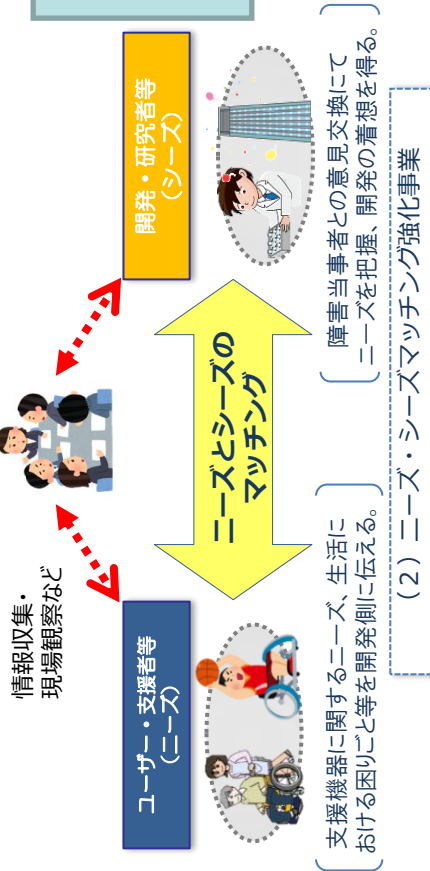 情報収集・
現場観察など
ユーザー・支援者等
(ニーズ)
ニーズとシーズの
マッチング
開発・研究者等
(シーズ)
支援機器に関するニーズ、生活に
おける困りごと等を開発側に伝える。
障害当事者との意見交換にて
ニーズを把握、開発の着想を得る。
(2)ニーズ・シーズマッチング強化事業